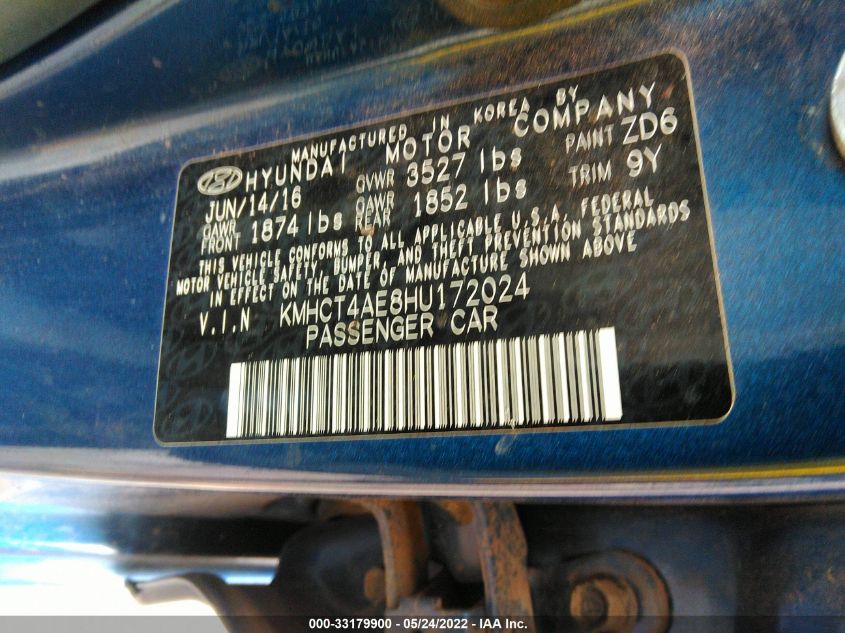 MANUFACTURED IN KOREA BY
HYUNDAI MOTOR COMPANY
JUN/14/16 GVWR 3527 lbs PAINT ZD6
GAWR FRONT 1874 lbs GAWR REAR 1852 lbs TRIM 9Y
THIS VEHICLE CONFORMS TO ALL APPLICABLE U.S.A. FEDERAL
MOTOR VEHICLE SAFETY, BUMPER, AND THEFT PREVENTION STANDARDS
IN EFFECT ON THE DATE OF MANUFACTURE SHOWN ABOVE
V.I.N KMHCT4AE8HU172024
PASSENGER CAR
000-33179900 - 05/24/2022 - IAA Inc.